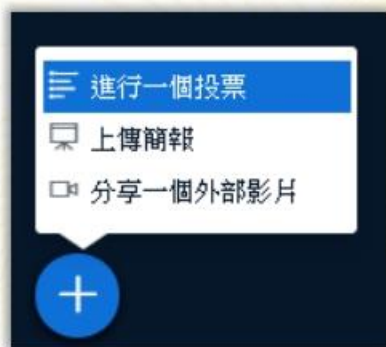 進行一個投票
上傳簡報
分享一個外部影片